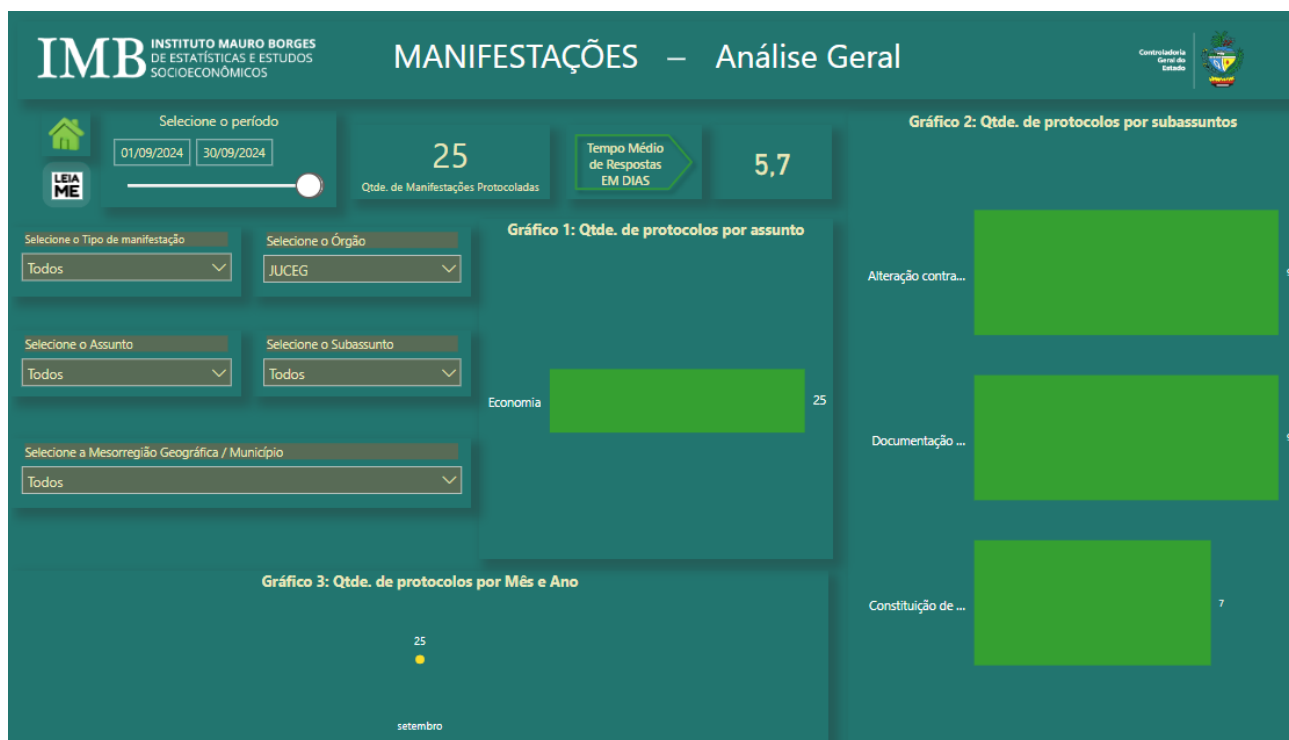 IMB
INSTITUTO MAURO BORGES
DE ESTATÍSTICAS E ESTUDOS
SOCIOECONÔMICOS
MANIFESTAÇÕES – Análise Geral
Controladoria
Geral do
Estado
Selecione o período
01/09/2024 30/09/2024
LEIA
ME
25
Qtde. de Manifestações Protocoladas
Tempo Médio
de Respostas
EM DIAS
5,7
Selecione o Tipo de manifestação
Todos
Selecione o Órgão
JUCEG
Selecione o Assunto
Todos
Selecione o Subassunto
Todos
Selecione a Mesorregião Geográfica / Município
Todos
Gráfico 1: Qtde. de protocolos por assunto
Economia
25
Gráfico 2: Qtde. de protocolos por subassuntos
Alteração contra...
Documentação ...
Constituição de ...
7
Gráfico 3: Qtde. de protocolos por Mês e Ano
25
setembro